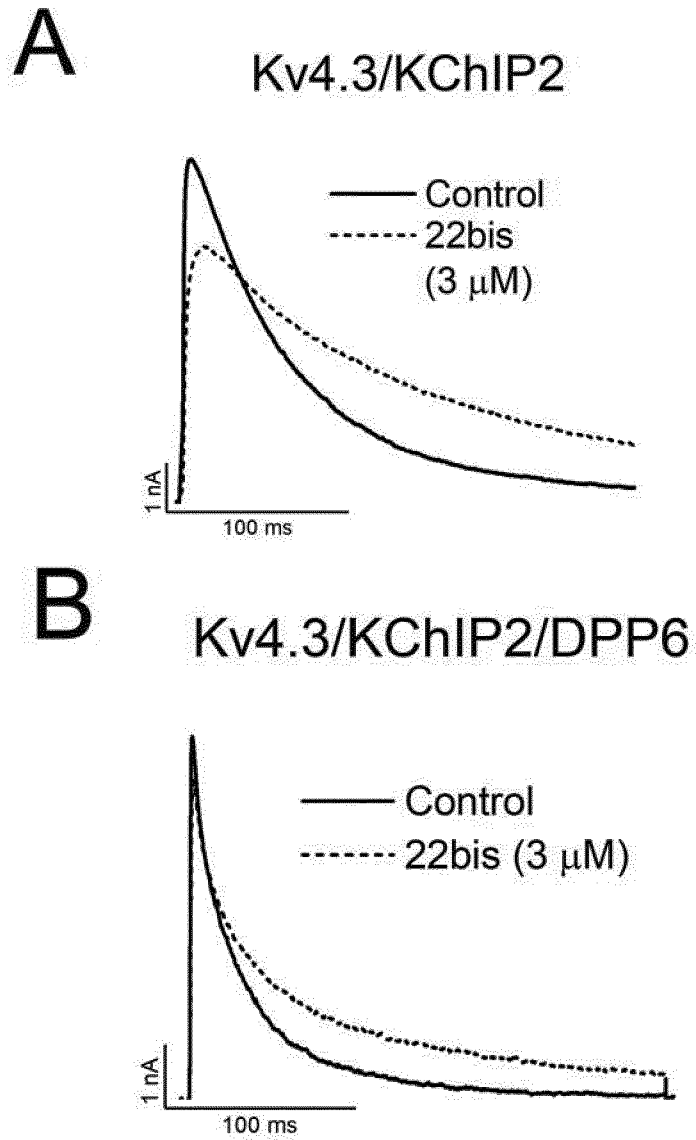 A
Kv4.3/KChIP2
Control
22bis
(3 μM)
1 nA
100 ms
B
Kv4.3/KChIP2/DPP6
Control
22bis (3 μM)
1 nA
100 ms